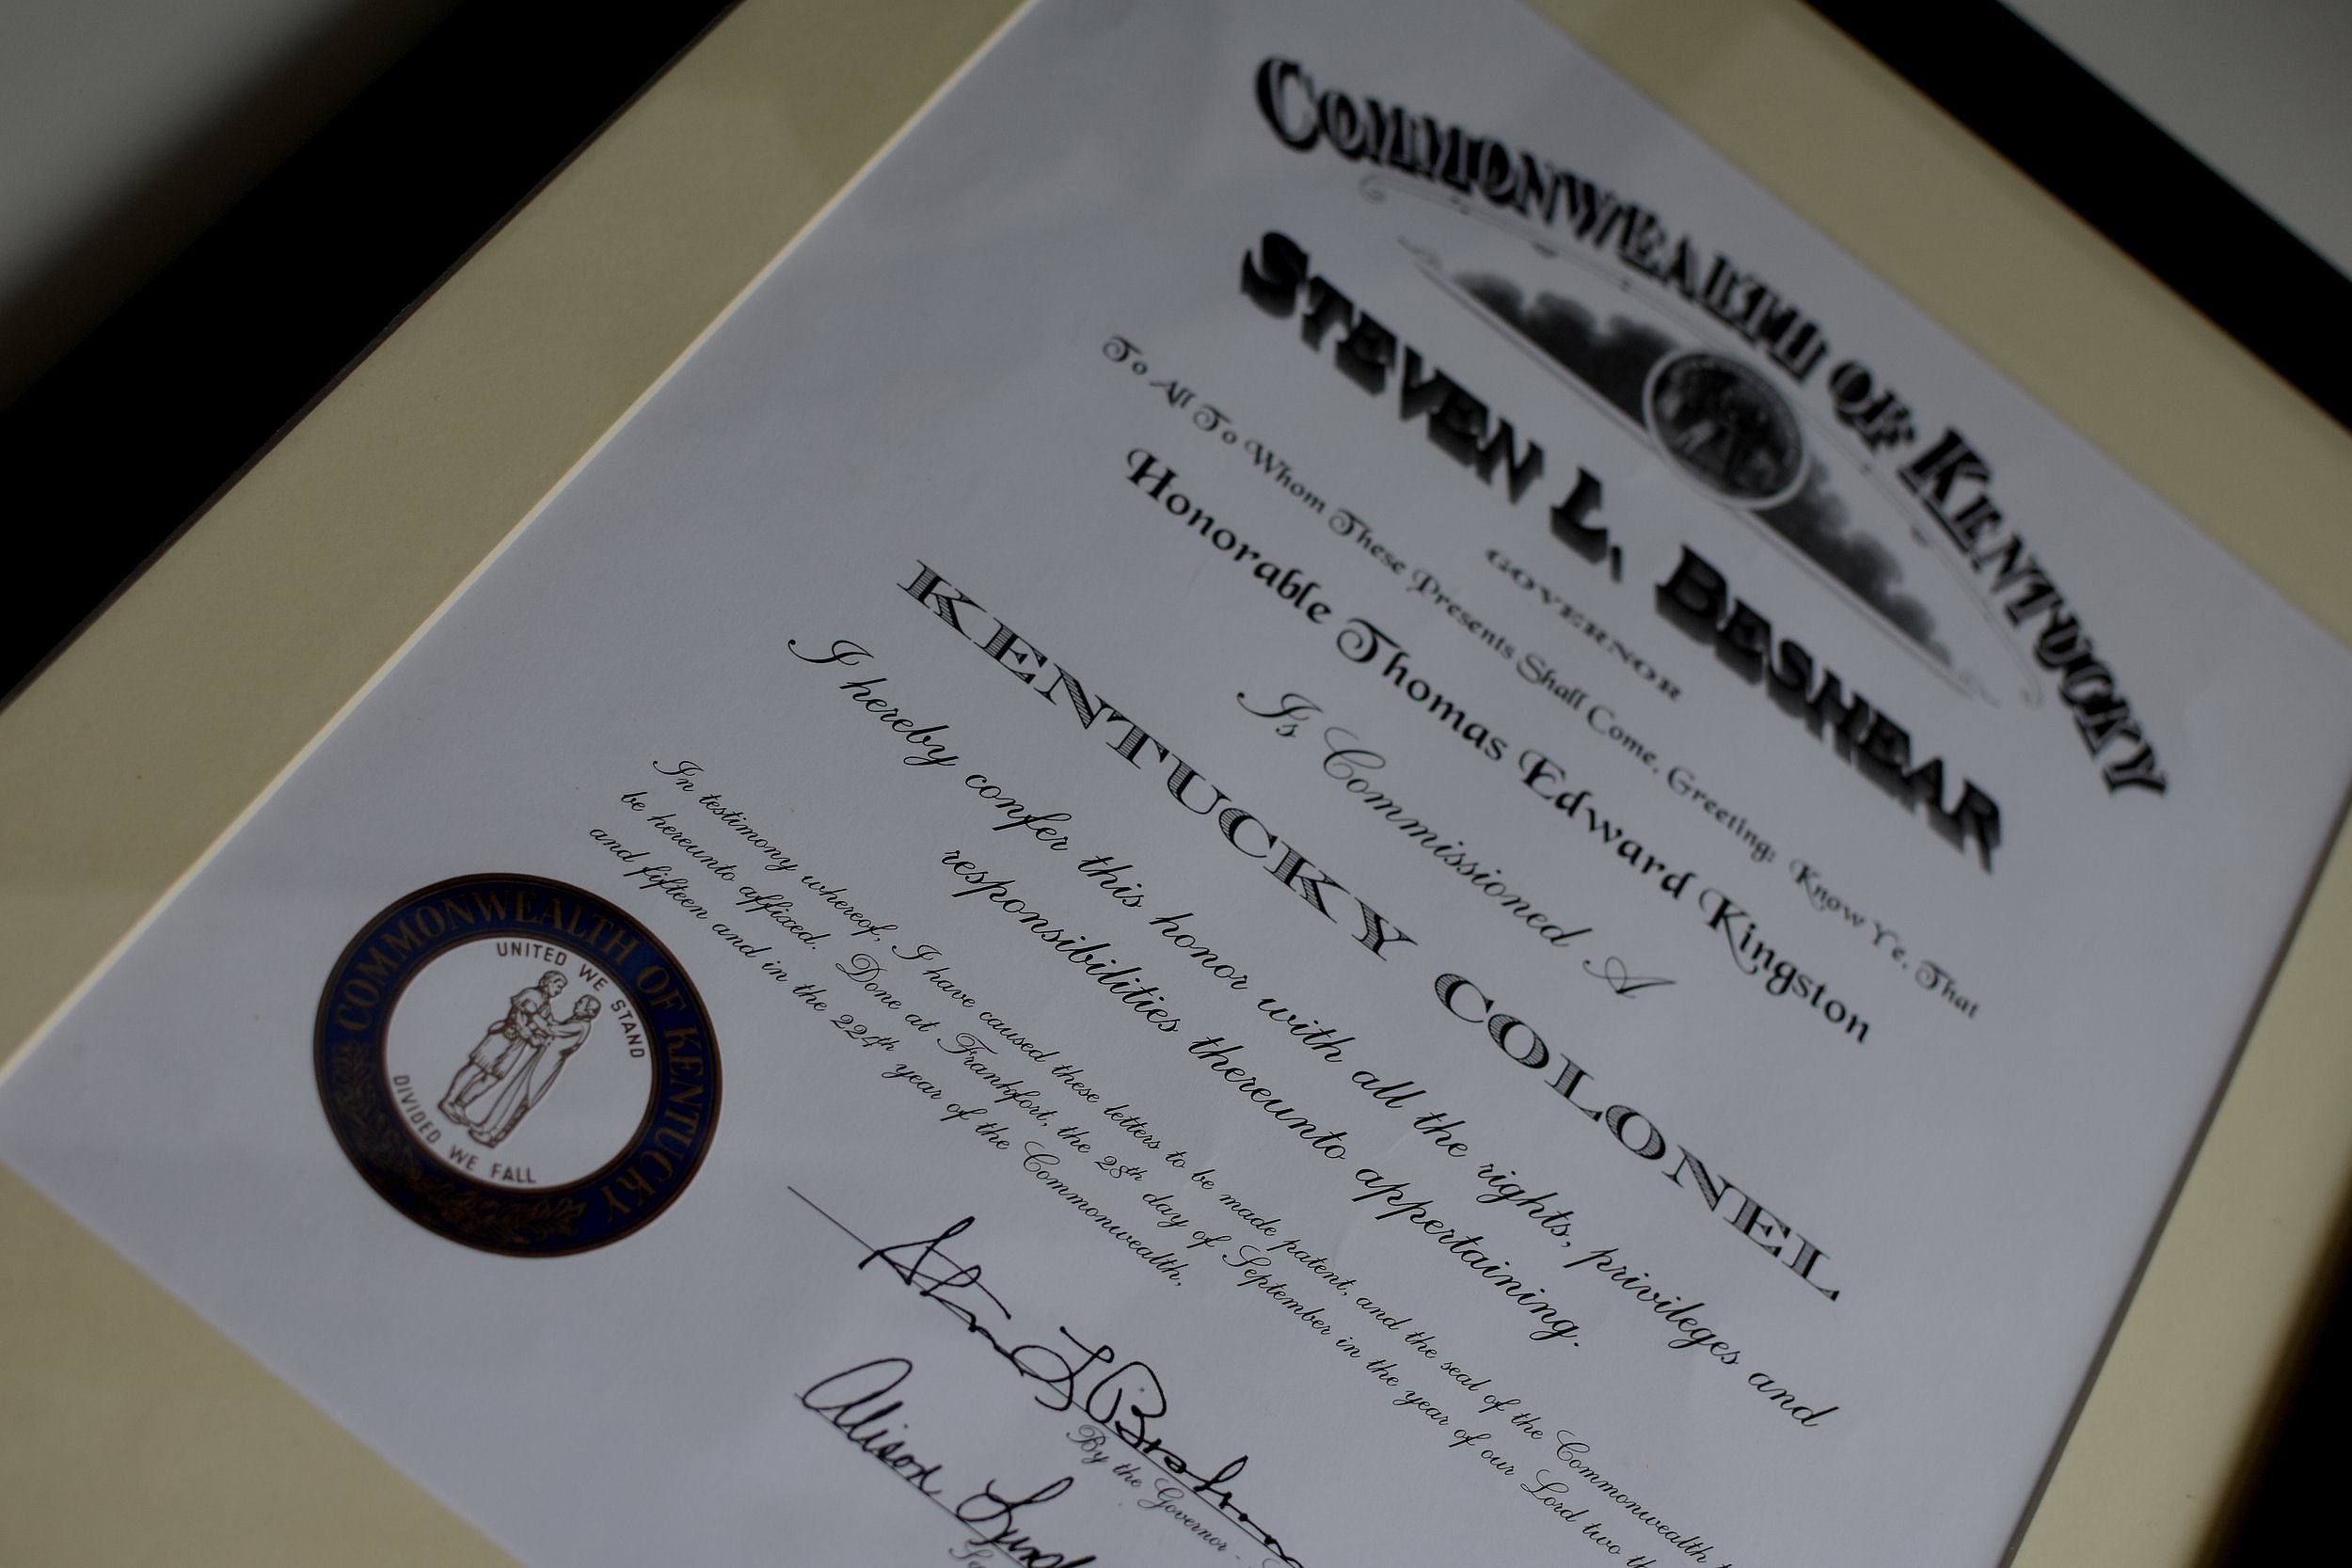 COMMONWEALTH OF KENTUCKY
STEVEN L. BESHEAR
GOVERNOR
To All To Whom These Presents Shall Come, Greeting: Know Ye, That
Honorable Thomas Edward Kingston
Is Commissioned A
KENTUCKY COLONEL
I hereby confer this honor with all the rights, privileges and
responsibilities thereunto appertaining.
In testimony whereof, I have caused these letters to be made patent, and the seal of the Commonwealth
be hereunto affixed. Done at Frankfort, the 28th day of September in the year of our Lord two
and fifteen and in the 224th year of the Commonwealth,
COMMONWEALTH OF KENTUCKY
UNITED WE STAND
DIVIDED WE FALL
By the Governor
Alison